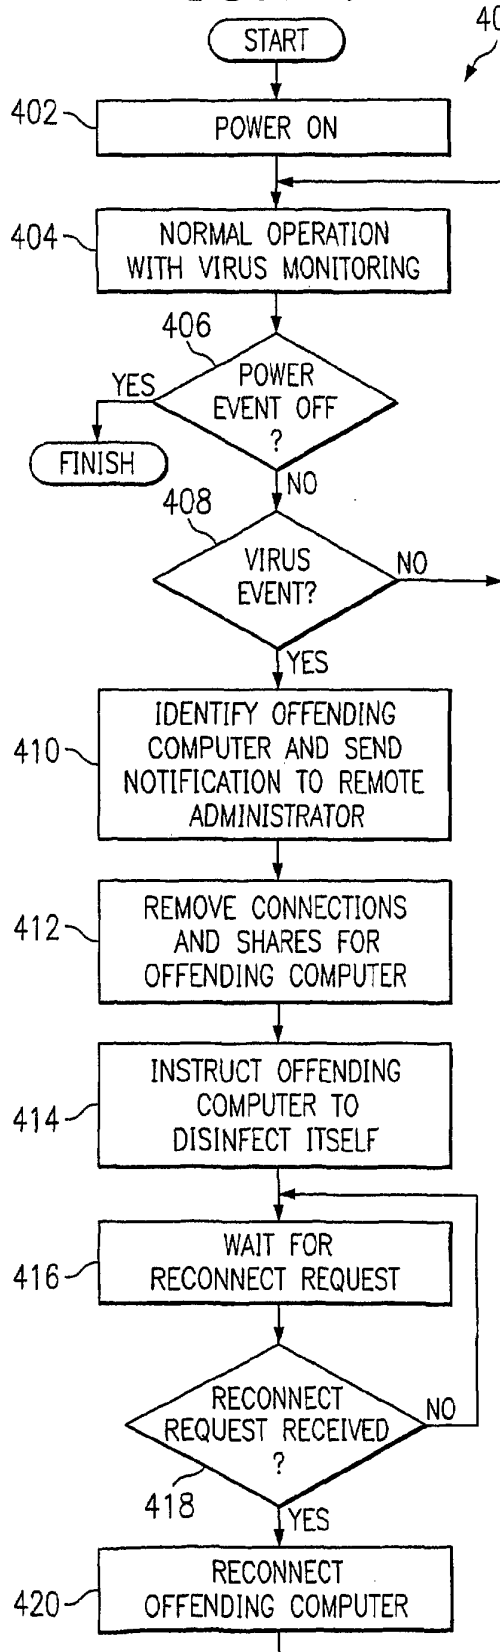 START
40
402
POWER ON
404
NORMAL OPERATION
WITH VIRUS MONITORING
406
POWER
EVENT OFF
?
YES
FINISH
NO
408
VIRUS
EVENT?
NO
YES
410
IDENTIFY OFFENDING
COMPUTER AND SEND
NOTIFICATION TO REMOTE
ADMINISTRATOR
412
REMOVE CONNECTIONS
AND SHARES FOR
OFFENDING COMPUTER
414
INSTRUCT OFFENDING
COMPUTER TO
DISINFECT ITSELF
416
WAIT FOR
RECONNECT REQUEST
RECONNECT
REQUEST RECEIVED
?
NO
418
YES
420
RECONNECT
OFFENDING COMPUTER